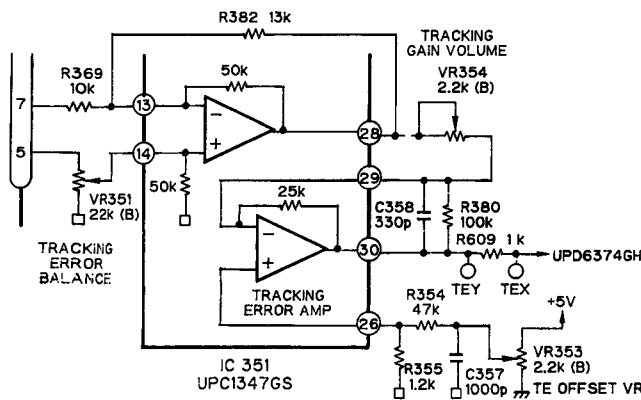 R382 13k
TRACKING
GAIN VOLUME
VR354
2.2k (B)
R369
10k
50k
7
13
28
5
14
50k
VR351
22k (B)
29
25k
C358
330p
R380
100k
TRACKING
ERROR
BALANCE
30
R609 1k
UPD6374GH
TEY
TEX
TRACKING
ERROR AMP
26
R354
47k
+5V
IC 351
UPC1347GS
R355
1.2k
C357
1000p
VR353
2.2k (B)
TE OFFSET VR